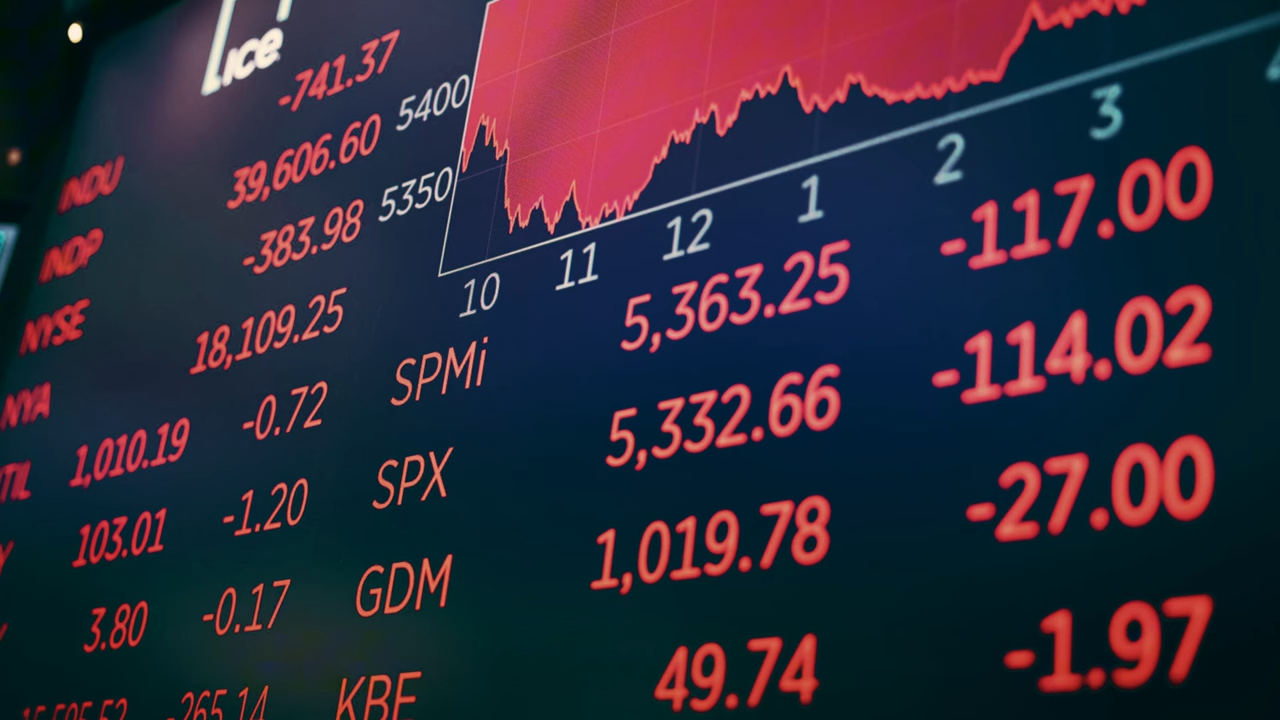 ice
INDU -741.37
INDP 39,606.60 5400
NYSE -383.98 5350
10 11 12 1 2 3
NYA 18,109.25
TIL 1,010.19 -0.72 SPMi 5,363.25 -117.00
103.01 -1.20 SPX 5,332.66 -114.02
3.80 -0.17 GDM 1,019.78 -27.00
-265.14 KBE 49.74 -1.97